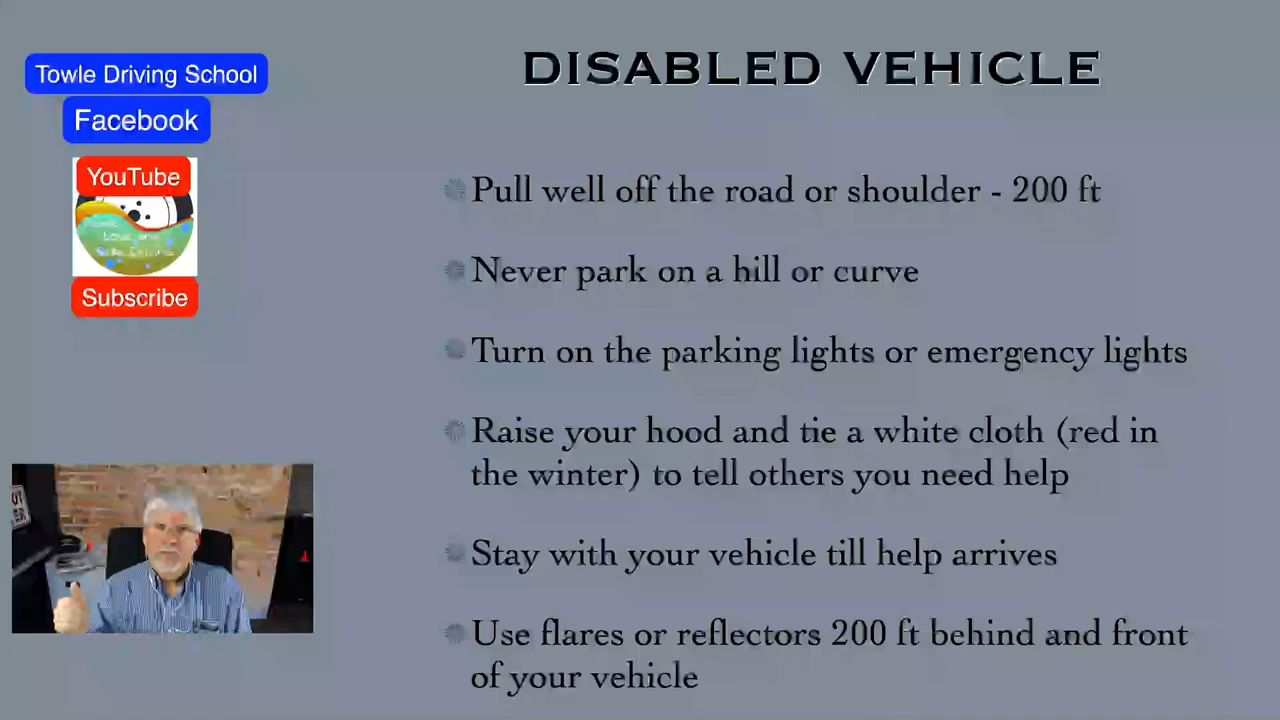 DISABLED VEHICLE
Towle Driving School
Facebook
YouTube
Subscribe
Pull well off the road or shoulder - 200 ft
Never park on a hill or curve
Turn on the parking lights or emergency lights
Raise your hood and tie a white cloth (red in
the winter) to tell others you need help
Stay with your vehicle till help arrives
Use flares or reflectors 200 ft behind and front
of your vehicle